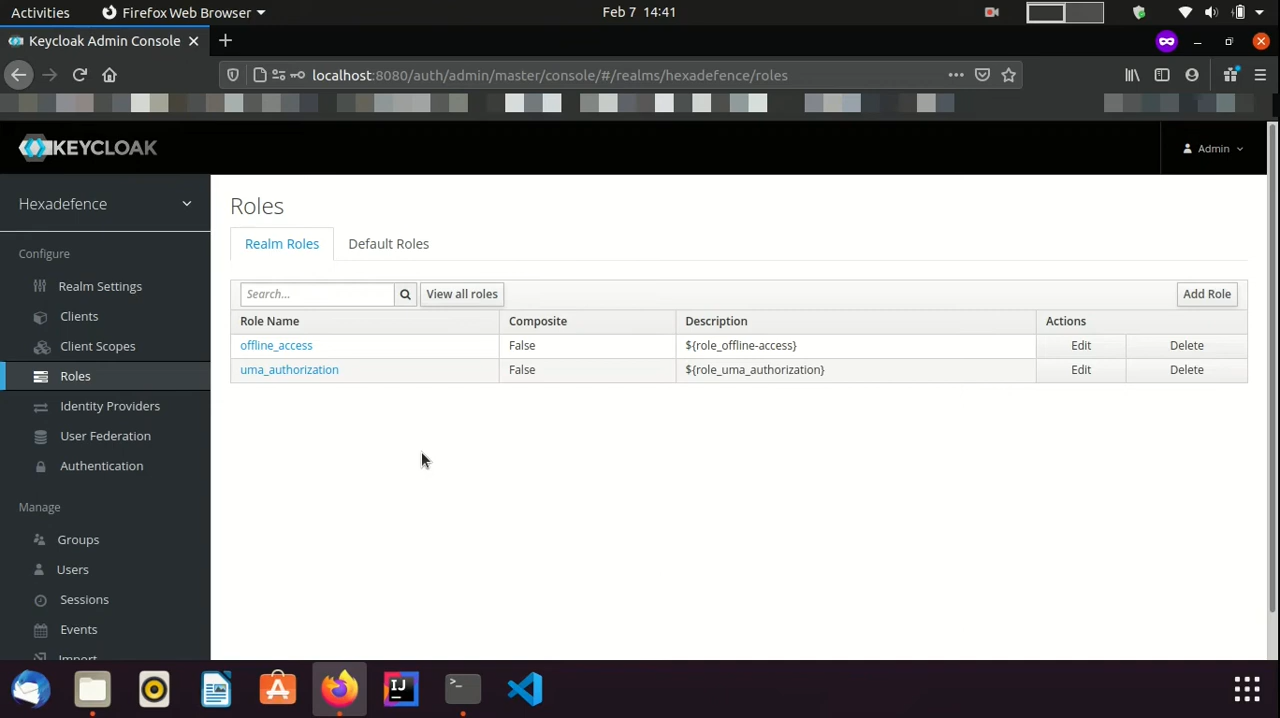 Activities
Firefox Web Browser
Feb 7 14:41
Keycloak Admin Console
localhost:8080/auth/admin/master/console/#/realms/hexadefence/roles
KEYCLOAK
Admin
Hexadefence
Configure
Realm Settings
Clients
Client Scopes
Roles
Identity Providers
User Federation
Authentication
Manage
Groups
Users
Sessions
Events
Import
Roles
Realm Roles
Default Roles
Search...
View all roles
Add Role
Role Name Composite Description Actions
offline_access False ${role_offline-access} Edit Delete
uma_authorization False ${role_uma_authorization} Edit Delete
IJ
>_